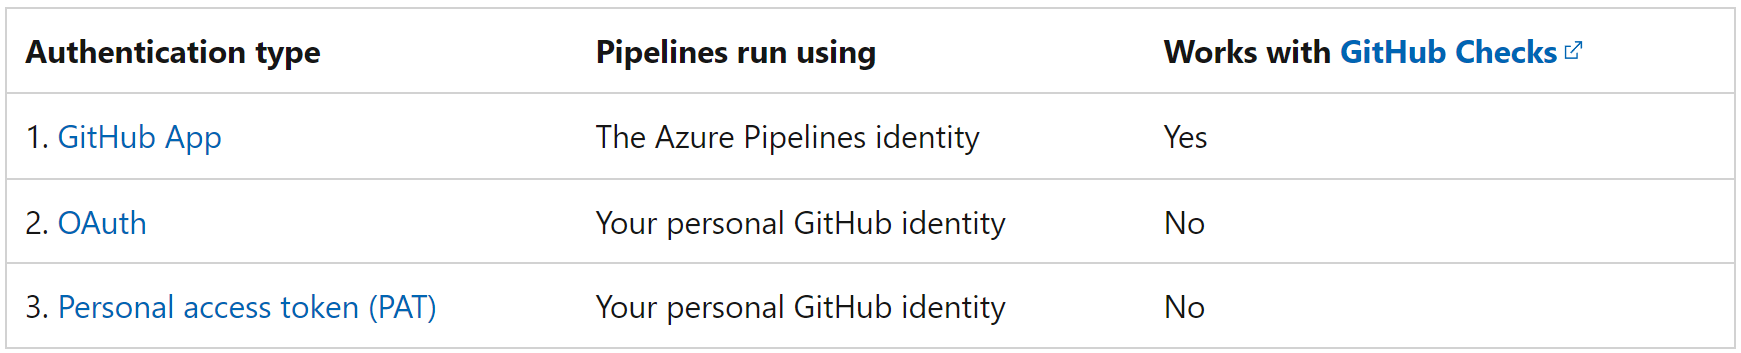 Authentication type Pipelines run using Works with GitHub Checks
1. GitHub App The Azure Pipelines identity Yes
2. OAuth Your personal GitHub identity No
3. Personal access token (PAT) Your personal GitHub identity No